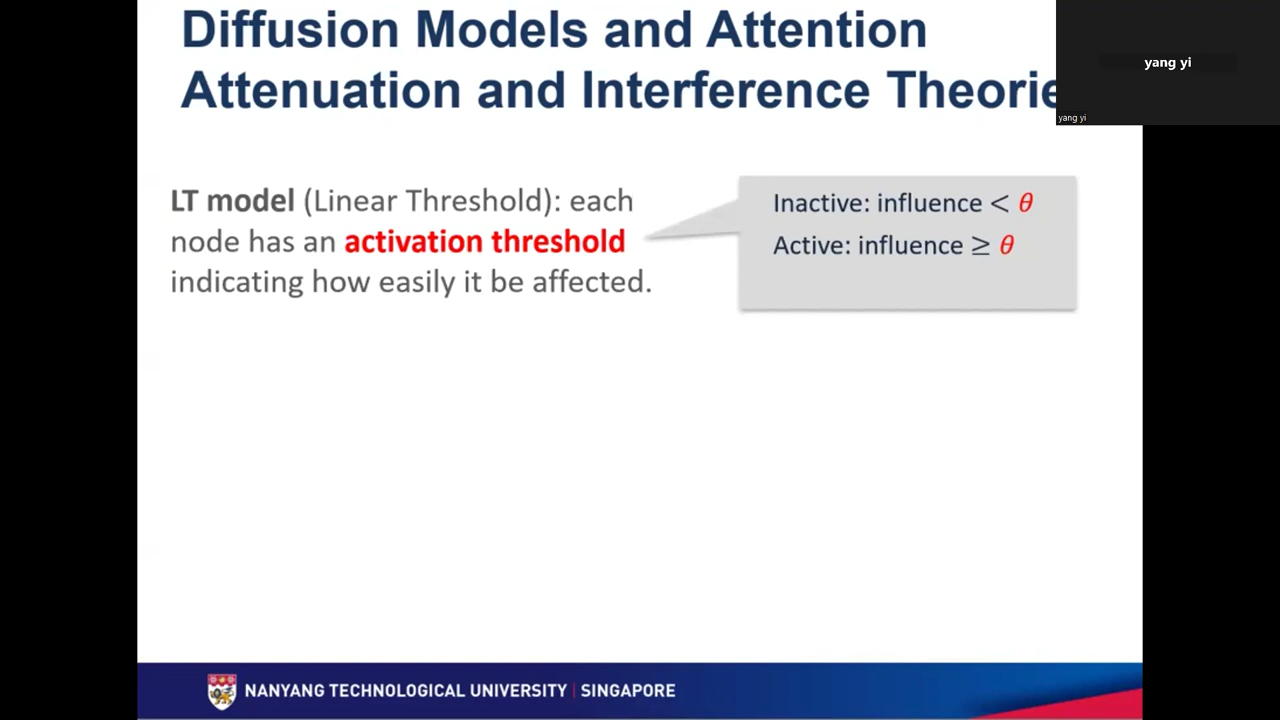 Diffusion Models and Attention
Attenuation and Interference Theorie
yang yi
yang yi
LT model (Linear Threshold): each
node has an activation threshold
indicating how easily it be affected.
Inactive: influence < θ
Active: influence ≥ θ
NANYANG TECHNOLOGICAL UNIVERSITY | SINGAPORE